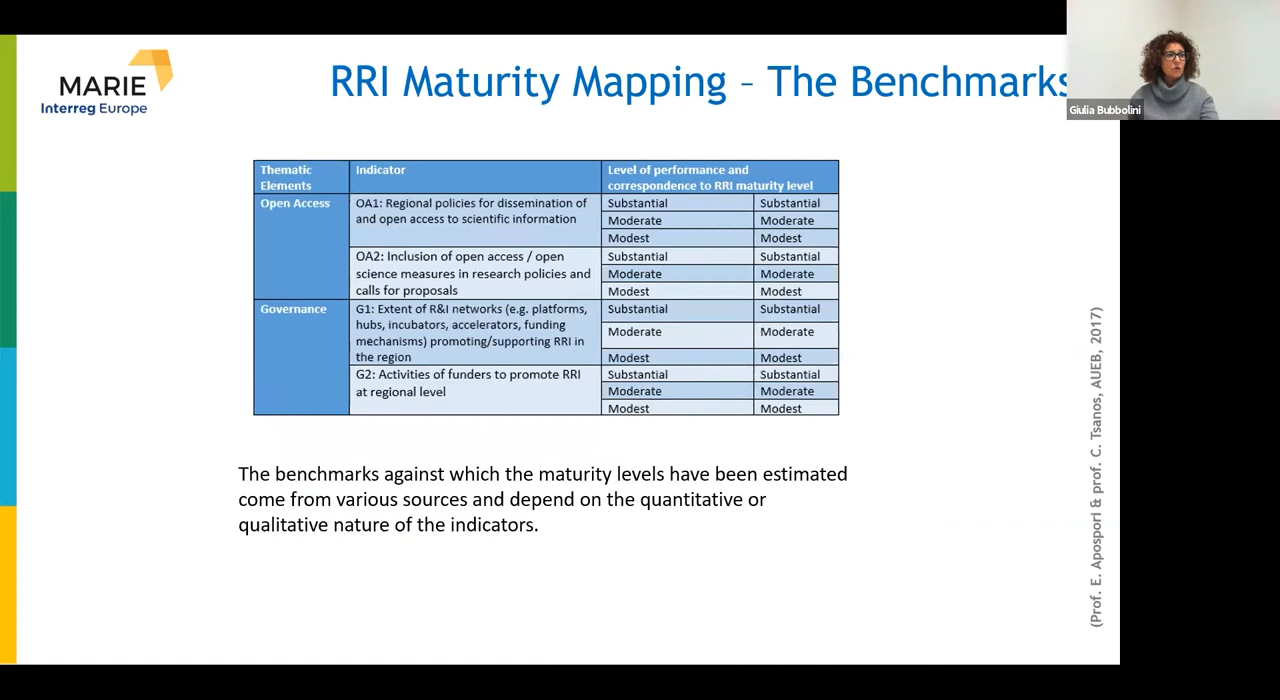 MARIE
Interreg Europe
RRI Maturity Mapping – The Benchmarks
Giulia Bubbolini
Thematic
Elements
Indicator
Level of performance and
correspondence to RRI maturity level
Open Access
OA1: Regional policies for dissemination of
and open access to scientific information
Substantial Substantial
Moderate Moderate
Modest Modest
OA2: Inclusion of open access / open
science measures in research policies and
calls for proposals
Substantial Substantial
Moderate Moderate
Modest Modest
Governance
G1: Extent of R&I networks (e.g. platforms,
hubs, incubators, accelerators, funding
mechanisms) promoting/supporting RRI in
the region
Substantial Substantial
Moderate Moderate
Modest Modest
G2: Activities of funders to promote RRI
at regional level
Substantial Substantial
Moderate Moderate
Modest Modest
The benchmarks against which the maturity levels have been estimated
come from various sources and depend on the quantitative or
qualitative nature of the indicators.
(Prof. E. Apospori & prof. C. Tsanos, AUEB, 2017)